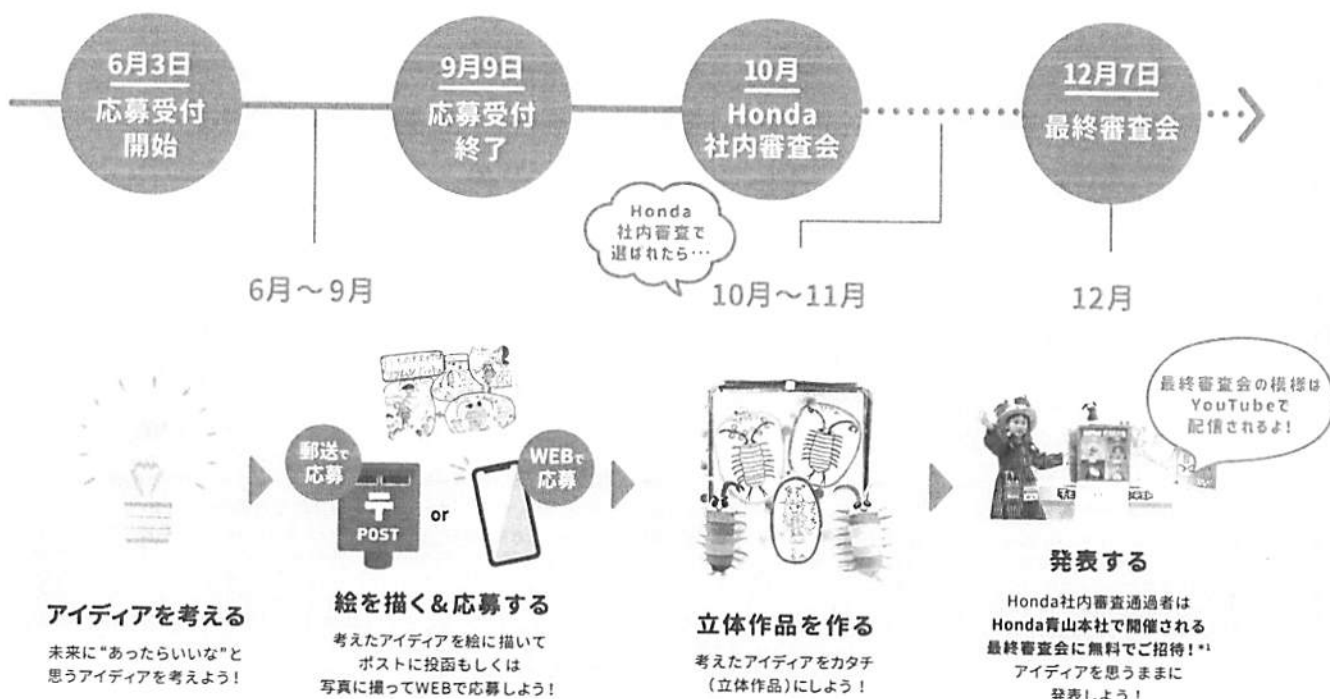 6月3日
応募受付
開始
9月9日
応募受付
終了
10月
Honda
社内審査会
12月7日
最終審査会
Honda
社内審査で
選ばれたら…
6月～9月
10月～11月
12月
最終審査会の模様は
YouTubeで
配信されるよ!
郵送で
応募
WEBで
応募
〒
POST
or
アイディアを考える
未来に“あったらいいな”と
思うアイディアを考えよう!
絵を描く&応募する
考えたアイディアを絵に描いて
ポストに投函もしくは
写真に撮ってWEBで応募しよう!
立体作品を作る
考えたアイディアをカタチ
(立体作品)にしよう!
発表する
Honda社内審査通過者は
Honda青山本社で開催される
最終審査会に無料でご招待!*1
アイディアを思うままに
発表しよう!